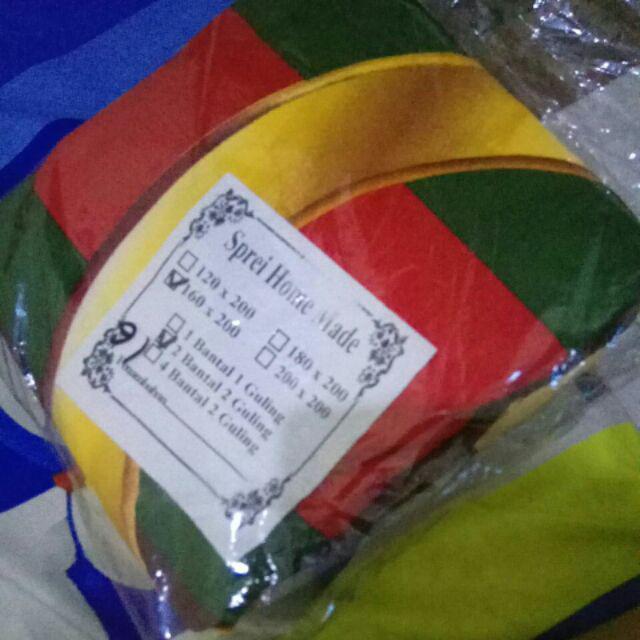 Sprei Home Made
120 x 200
160 x 200
180 x 200
200 x 200
1 Bantal 1 Guling
2 Bantal 2 Guling
4 Bantal 2 Guling